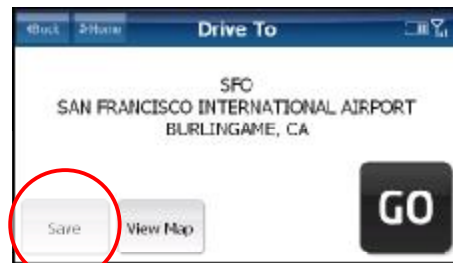 Back Home Drive To
SFO
SAN FRANCISCO INTERNATIONAL AIRPORT
BURLINGAME, CA
Save View Map GO